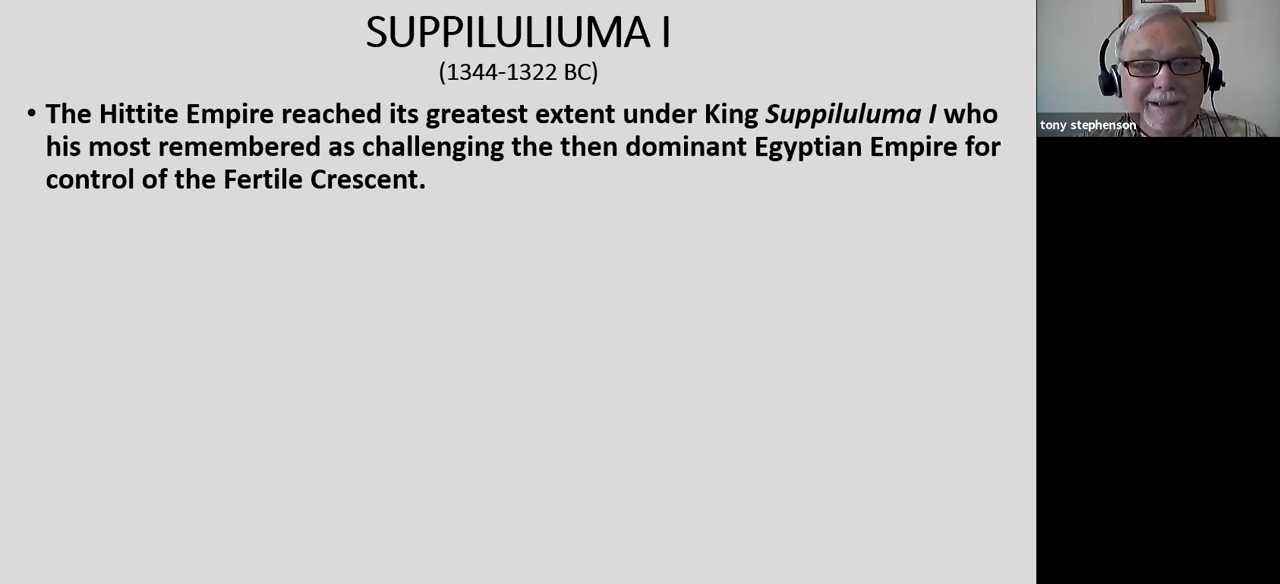 SUPPILULIUMA I
(1344-1322 BC)
• The Hittite Empire reached its greatest extent under King Suppiluluma I who
his most remembered as challenging the then dominant Egyptian Empire for
control of the Fertile Crescent.
tony stephenson